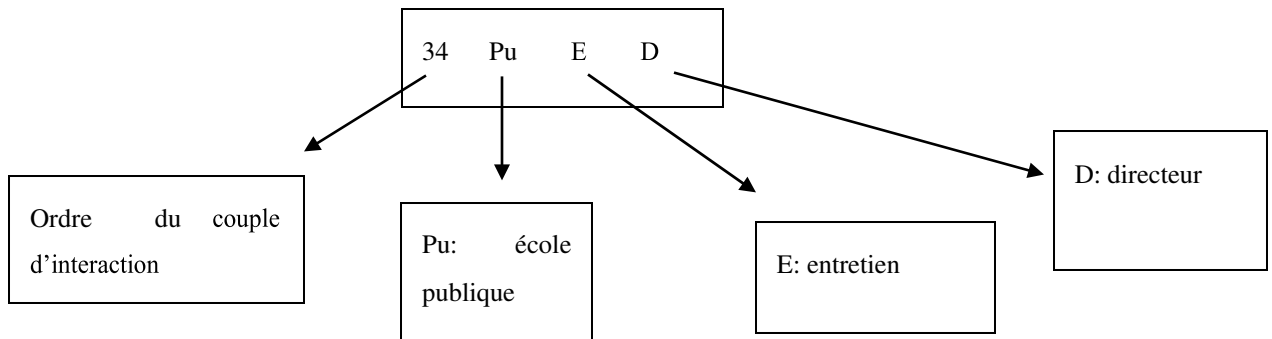 34 Pu E D
Ordre du couple
d’interaction
Pu: école
publique
E: entretien
D: directeur